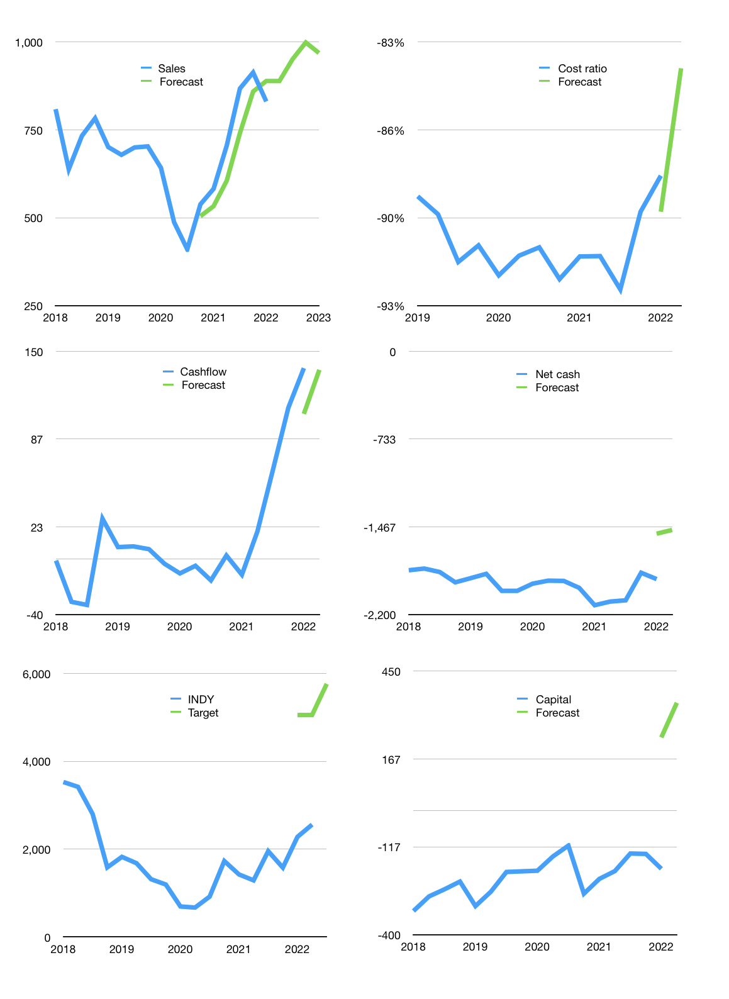 1,000
Sales
Forecast
750
500
250
2018 2019 2020 2021 2022 2023
-83%
Cost ratio
Forecast
-86%
-90%
-93%
2019 2020 2021 2022
150
Cashflow
Forecast
87
23
-40
2018 2019 2020 2021 2022
0
Net cash
Forecast
-733
-1,467
-2,200
2018 2019 2020 2021 2022
6,000
INDY
Target
4,000
2,000
0
2018 2019 2020 2021 2022
450
Capital
Forecast
167
-117
-400
2018 2019 2020 2021 2022